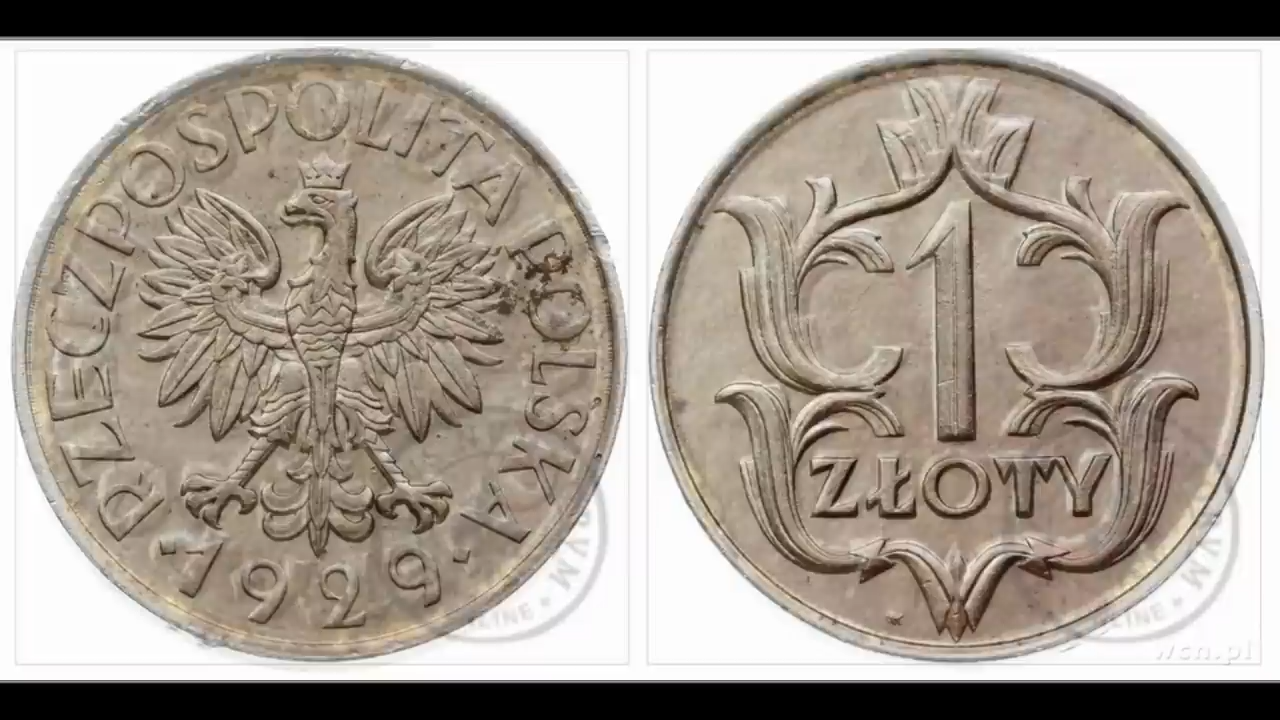 RZECZPOSPOLITA POLSKA
· 1929 ·
1
ZŁOTY
wcn.pl